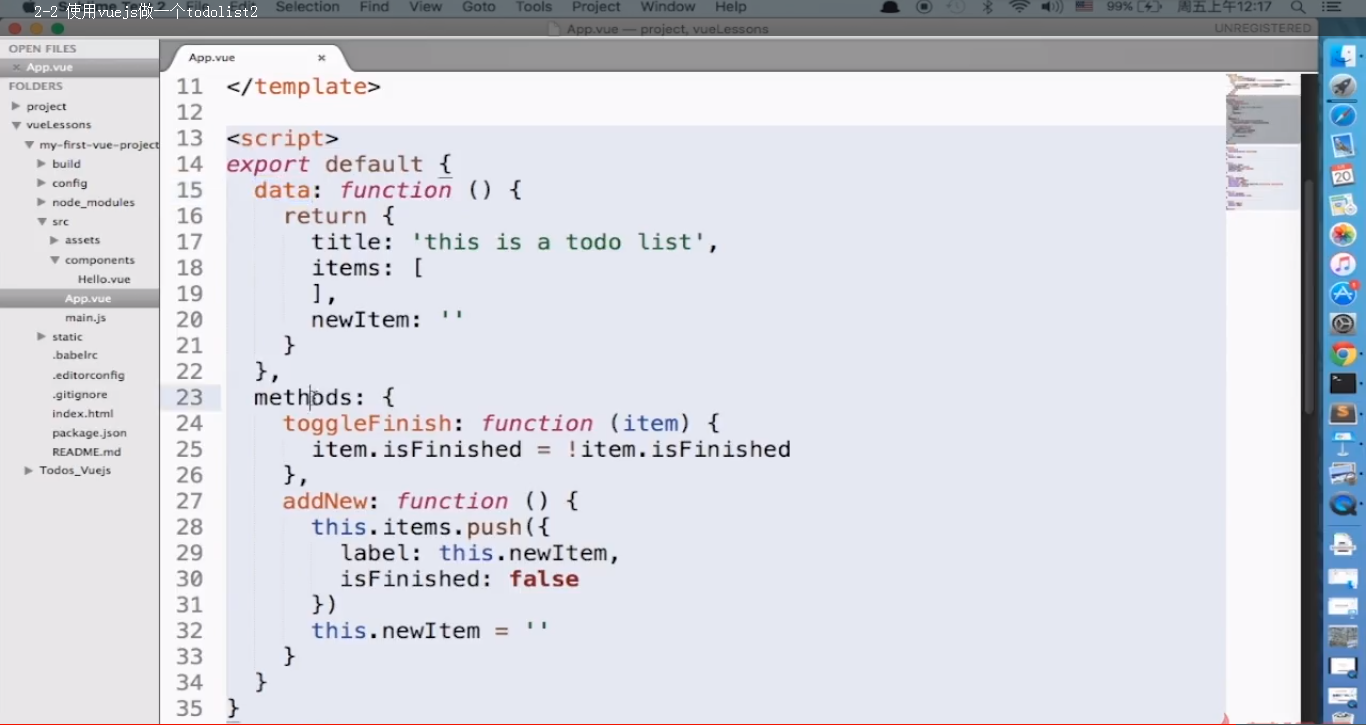 2-2 使用vuejs做一个todolist2
Selection Find View Goto Tools Project Window Help
99% 周五上午12:17
App.vue — project, vueLessons
UNREGISTERED
OPEN FILES
× App.vue
FOLDERS
project
vueLessons
my-first-vue-project
build
config
node_modules
src
assets
components
Hello.vue
App.vue
main.js
static
.babelrc
.editorconfig
.gitignore
index.html
package.json
README.md
Todos_Vuejs
App.vue ×
11 </template>
12
13 <script>
14 export default {
15 data: function () {
16 return {
17 title: 'this is a todo list',
18 items: [
19 ],
20 newItem: ''
21 }
22 },
23 methods: {
24 toggleFinish: function (item) {
25 item.isFinished = !item.isFinished
26 },
27 addNew: function () {
28 this.items.push({
29 label: this.newItem,
30 isFinished: false
31 })
32 this.newItem = ''
33 }
34 }
35 }
20